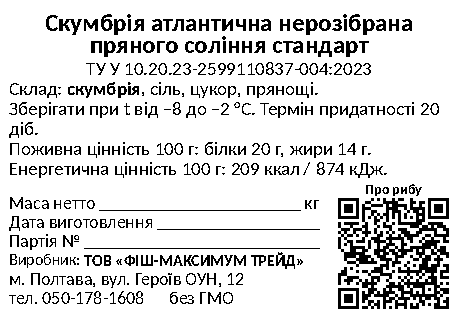 Скумбрія атлантична нерозібрана
пряного соління стандарт
ТУ У 10.20.23-2599110837-004:2023
Склад: скумбрія, сіль, цукор, прянощі.
Зберігати при t від –8 до –2 °С. Термін придатності 20
діб.
Поживна цінність 100 г: білки 20 г, жири 14 г.
Енергетична цінність 100 г: 209 ккал / 874 кДж.
Про рибу
Маса нетто ____________________ кг
Дата виготовлення ________________
Партія № _______________________
Виробник: ТОВ «ФІШ-МАКСИМУМ ТРЕЙД»
м. Полтава, вул. Героїв ОУН, 12
тел. 050-178-1608 без ГМО